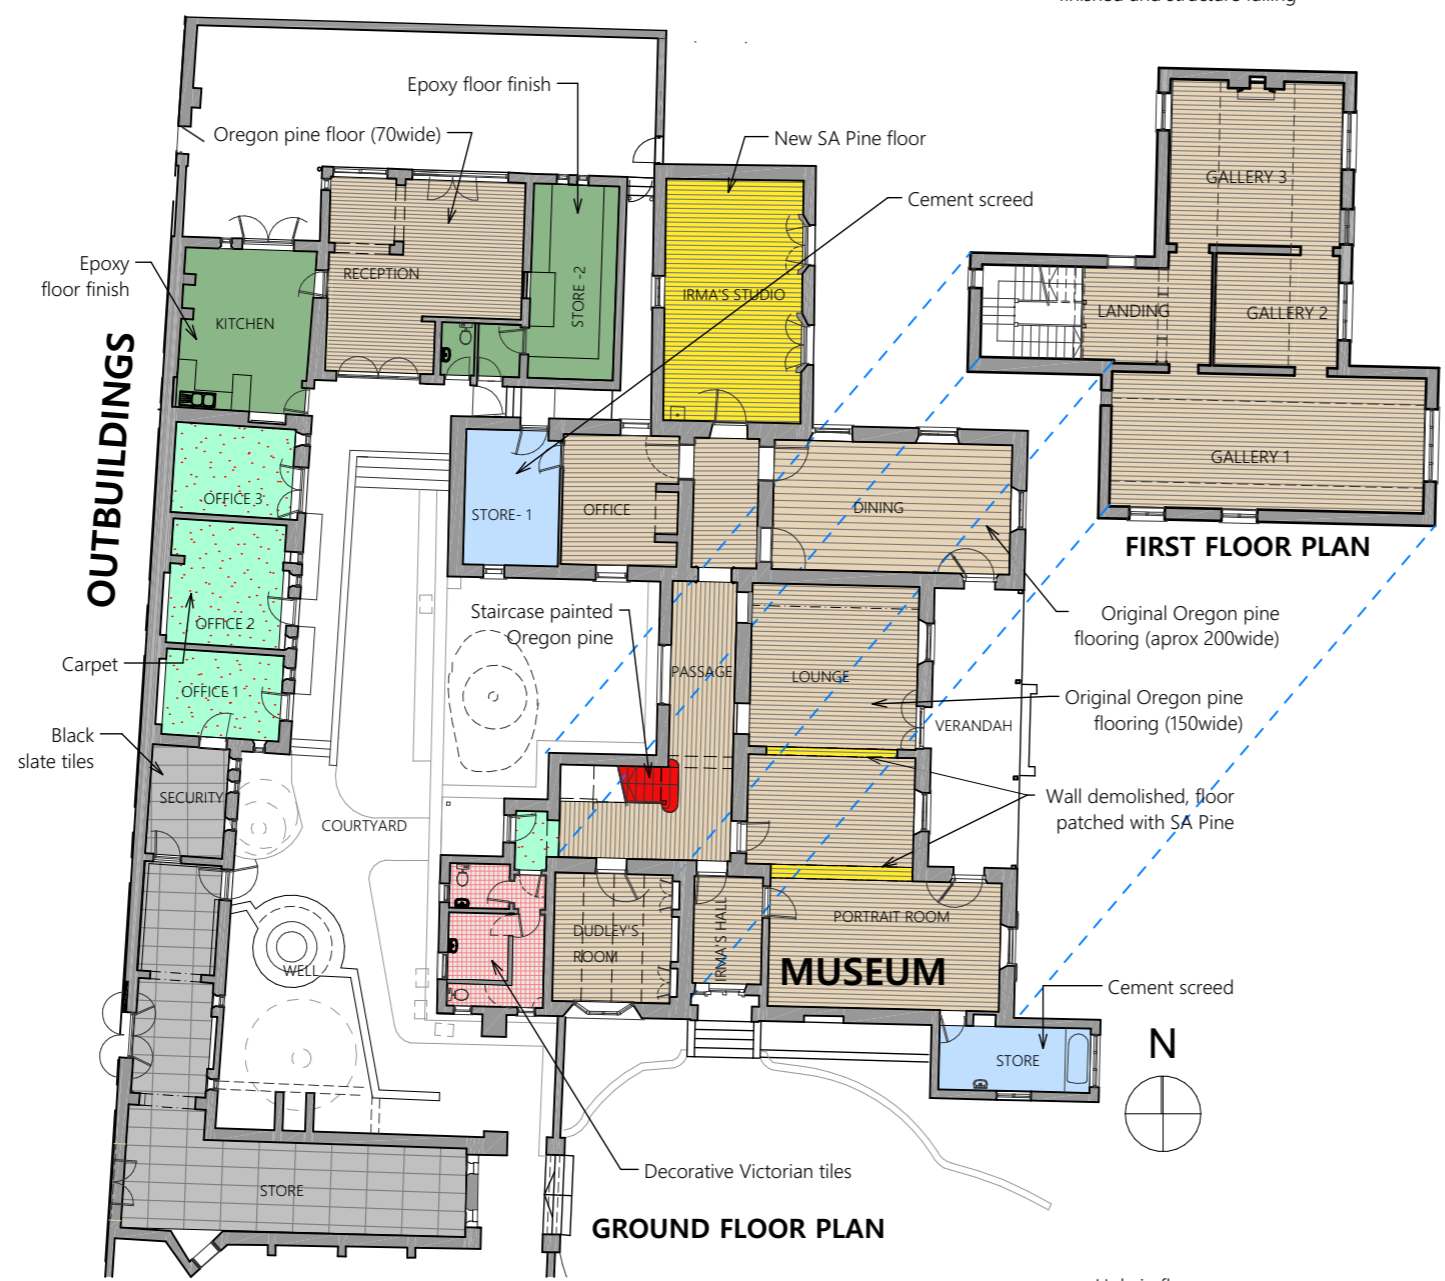 Epoxy floor finish
Oregon pine floor (70wide)
New SA Pine floor
Cement screed
Epoxy
floor finish
OUTBUILDINGS
KITCHEN
RECEPTION
STORE -2
IRMA'S STUDIO
GALLERY 3
LANDING
GALLERY 2
GALLERY 1
FIRST FLOOR PLAN
OFFICE 3
STORE- 1
OFFICE
DINING
OFFICE 2
Carpet
OFFICE 1
Staircase painted
Oregon pine
PASSAGE
LOUNGE
VERANDAH
Original Oregon pine
flooring (aprox 200wide)
Original Oregon pine
flooring (150wide)
Black
slate tiles
SECURITY
COURTYARD
Wall demolished, floor
patched with SA Pine
WELL
DUDLEY'S
ROOM
IRMA'S HALL
PORTRAIT ROOM
MUSEUM
Cement screed
STORE
N
Decorative Victorian tiles
STORE
GROUND FLOOR PLAN